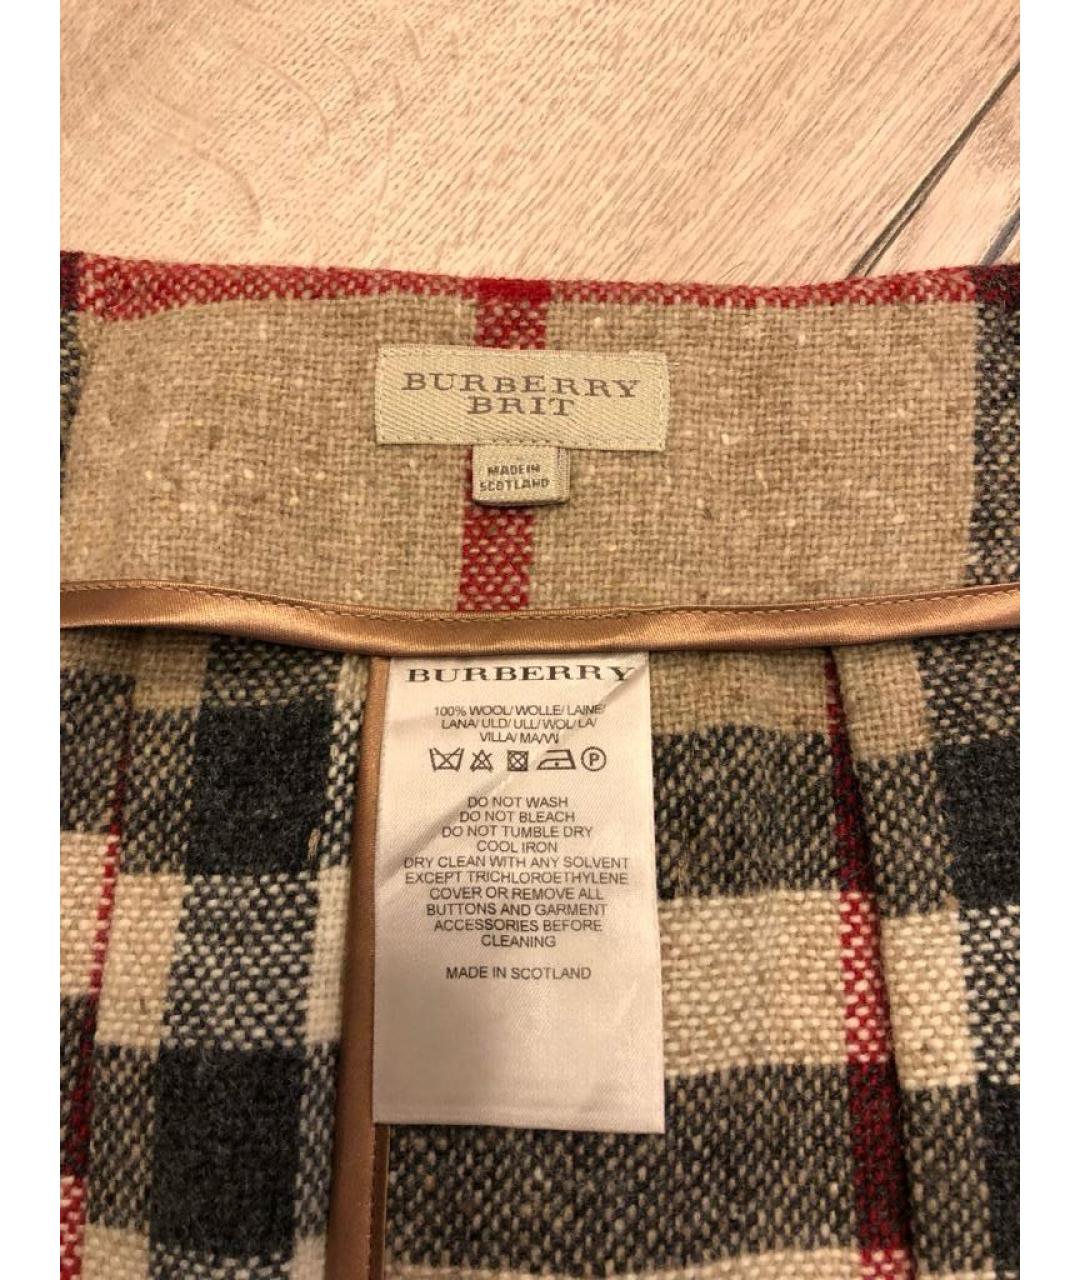 BURBERRY
BRIT
MADE IN
SCOTLAND
BURBERRY
100% WOOL/WOLLE/LAINE/
LANA/ULD/ULL/WOL/LA/
VILLA/MAVVI
P
DO NOT WASH
DO NOT BLEACH
DO NOT TUMBLE DRY
COOL IRON
DRY CLEAN WITH ANY SOLVENT
EXCEPT TRICHLOROETHYLENE
COVER OR REMOVE ALL
BUTTONS AND GARMENT
ACCESSORIES BEFORE
CLEANING
MADE IN SCOTLAND